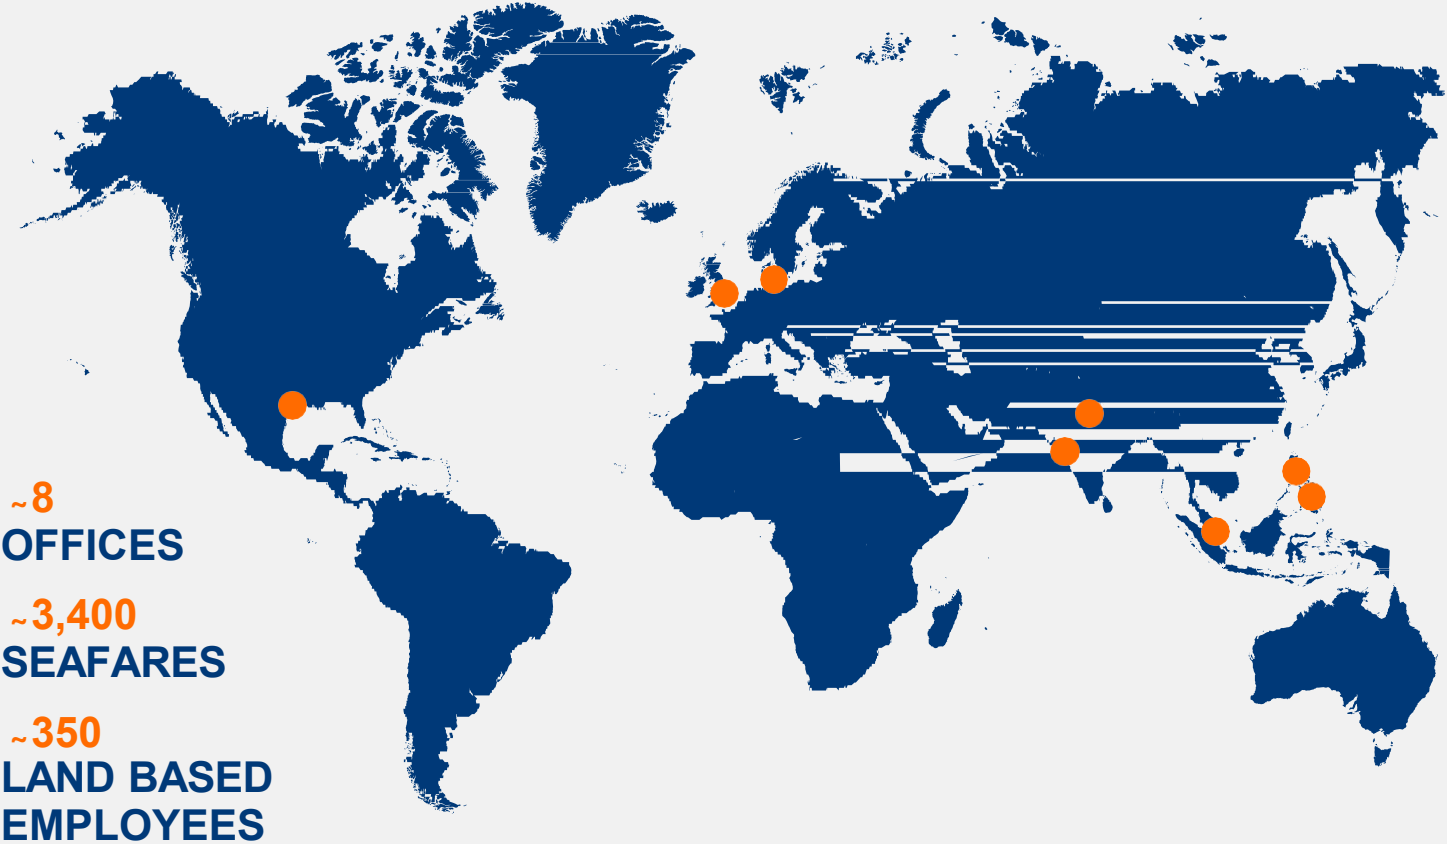 ~8
OFFICES
~3,400
SEAFARES
~350
LAND BASED
EMPLOYEES